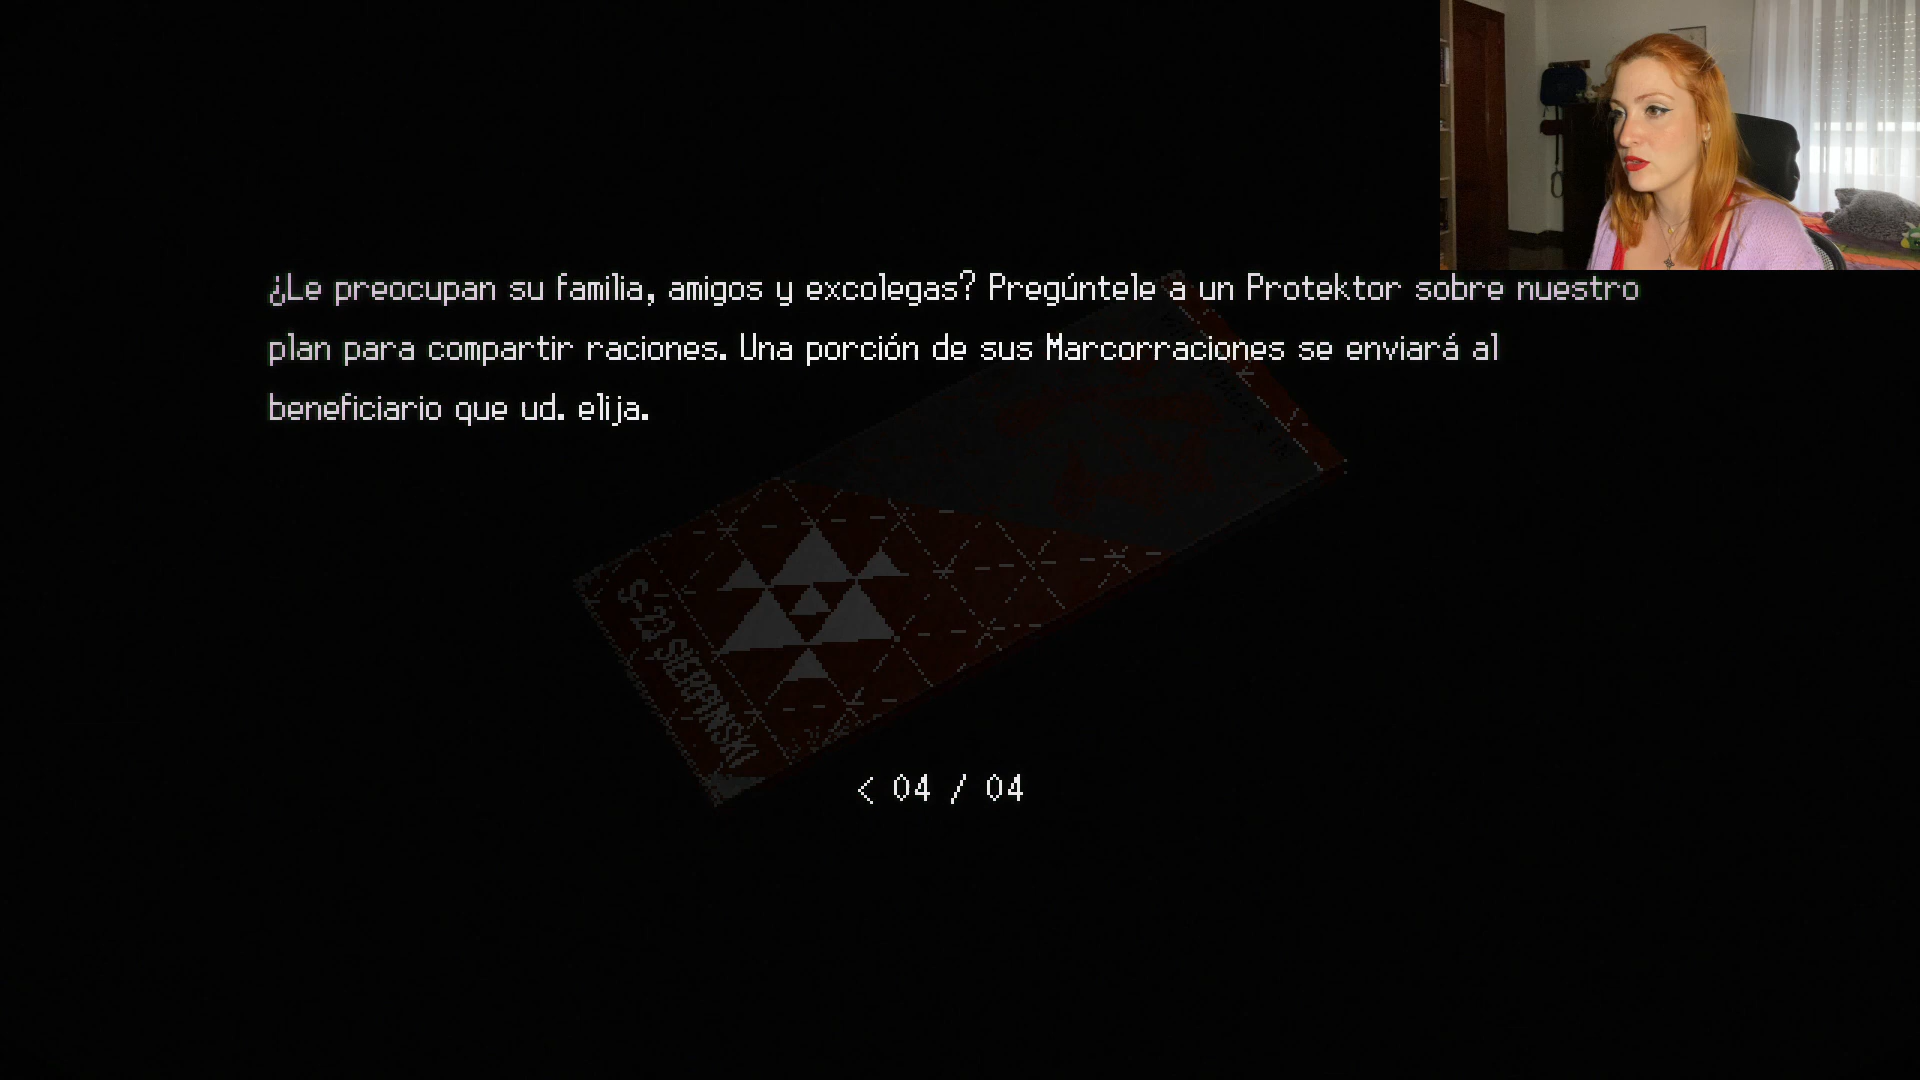 ¿Le preocupan su familia, amigos y excolegas? Pregúntele a un Protektor sobre nuestro
plan para compartir raciones. Una porción de sus Marcorraciones se enviará al
beneficiario que ud. elija.
S-23 SIERPINSKI
< 04 / 04